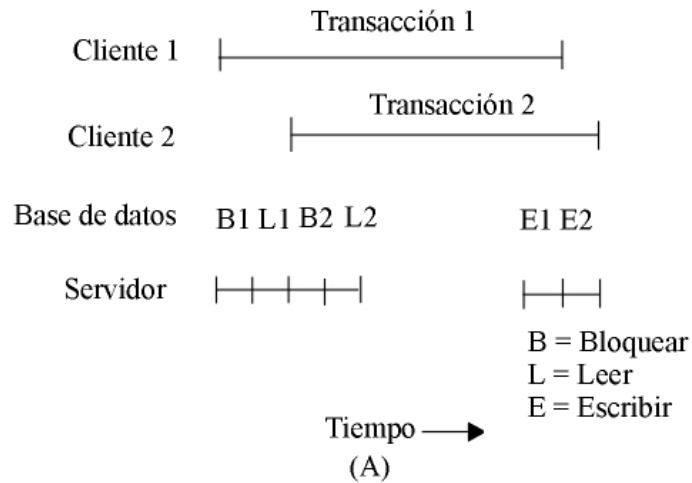 Transacción 1
Cliente 1
Transacción 2
Cliente 2
Base de datos B1 L1 B2 L2 E1 E2
Servidor
B = Bloquear
L = Leer
E = Escribir
Tiempo
(A)